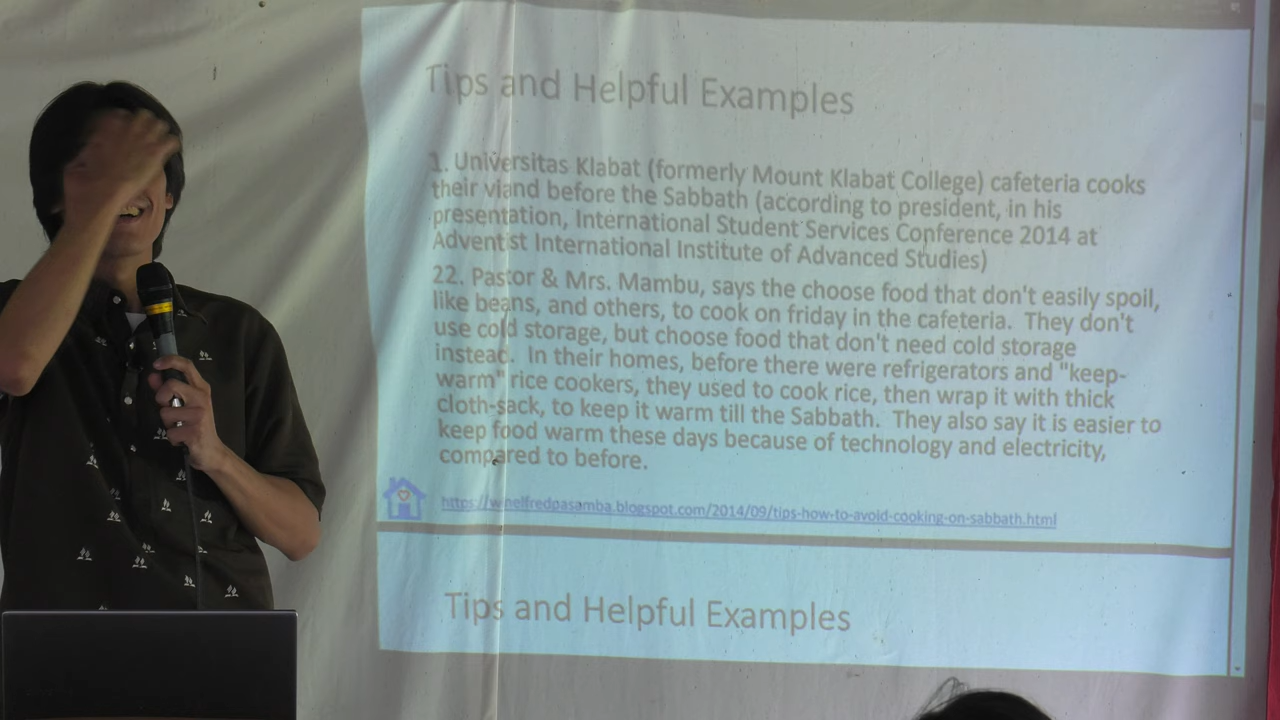 Tips and Helpful Examples
1. Universitas Klabat (formerly Mount Klabat College) cafeteria cooks
their viand before the Sabbath (according to president, in his
presentation, International Student Services Conference 2014 at
Adventist International Institute of Advanced Studies)
22. Pastor & Mrs. Mambu, says the choose food that don't easily spoil,
like beans, and others, to cook on friday in the cafeteria. They don't
use cold storage, but choose food that don't need cold storage
instead. In their homes, before there were refrigerators and "keep-
warm" rice cookers, they used to cook rice, then wrap it with thick
cloth-sack, to keep it warm till the Sabbath. They also say it is easier to
keep food warm these days because of technology and electricity,
compared to before.
https://winelfredpasamba.blogspot.com/2014/09/tips-how-to-avoid-cooking-on-sabbath.html
Tips and Helpful Examples